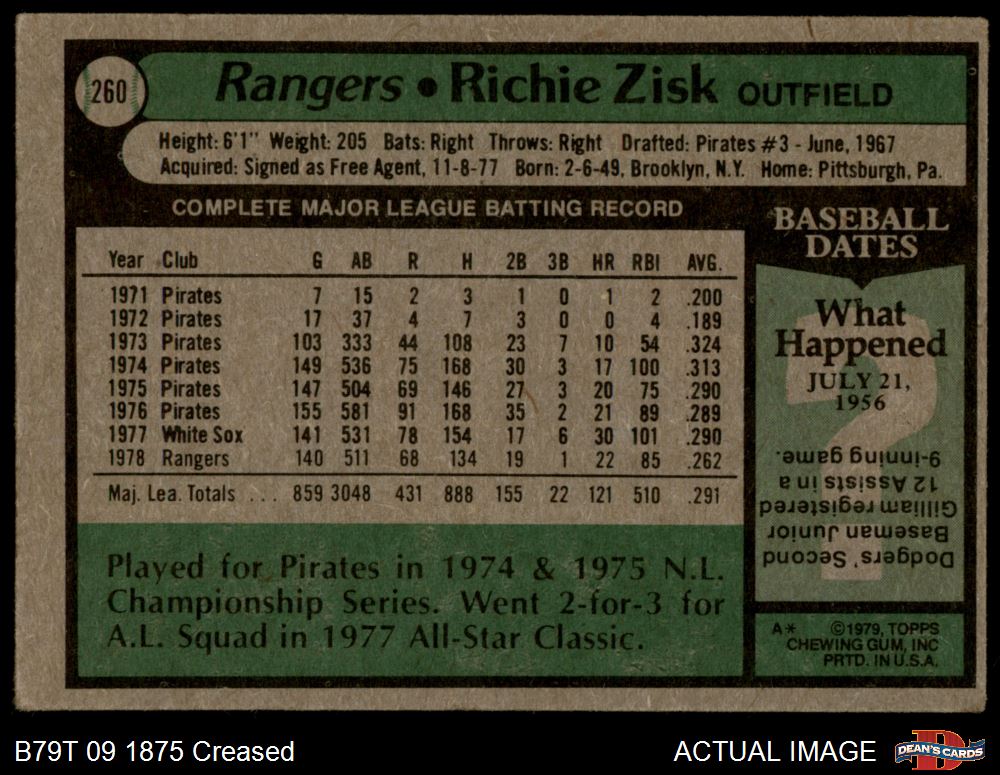 260
Rangers • Richie Zisk OUTFIELD
Height: 6'1" Weight: 205 Bats: Right Throws: Right Drafted: Pirates #3 - June, 1967
Acquired: Signed as Free Agent, 11-8-77 Born: 2-6-49, Brooklyn, N.Y. Home: Pittsburgh, Pa.
COMPLETE MAJOR LEAGUE BATTING RECORD
Year Club G AB R H 2B 3B HR RBI AVG.
1971 Pirates 7 15 2 3 1 0 1 2 .200
1972 Pirates 17 37 4 7 3 0 0 4 .189
1973 Pirates 103 333 44 108 23 7 10 54 .324
1974 Pirates 149 536 75 168 30 3 17 100 .313
1975 Pirates 147 504 69 146 27 3 20 75 .290
1976 Pirates 155 581 91 168 35 2 21 89 .289
1977 White Sox 141 531 78 154 17 6 30 101 .290
1978 Rangers 140 511 68 134 19 1 22 85 .262
Maj. Lea. Totals ... 859 3048 431 888 155 22 121 510 .291
Played for Pirates in 1974 & 1975 N.L.
Championship Series. Went 2-for-3 for
A.L. Squad in 1977 All-Star Classic.
BASEBALL
DATES
What
Happened
JULY 21,
1956
?
Dodgers' Second
Baseman Junior
Gilliam registered
12 Assists in a
9-inning game.
A* ©1979, TOPPS
CHEWING GUM, INC
PRTD. IN U.S.A.
B79T 09 1875 Creased
ACTUAL IMAGE
D
DEAN'S CARDS